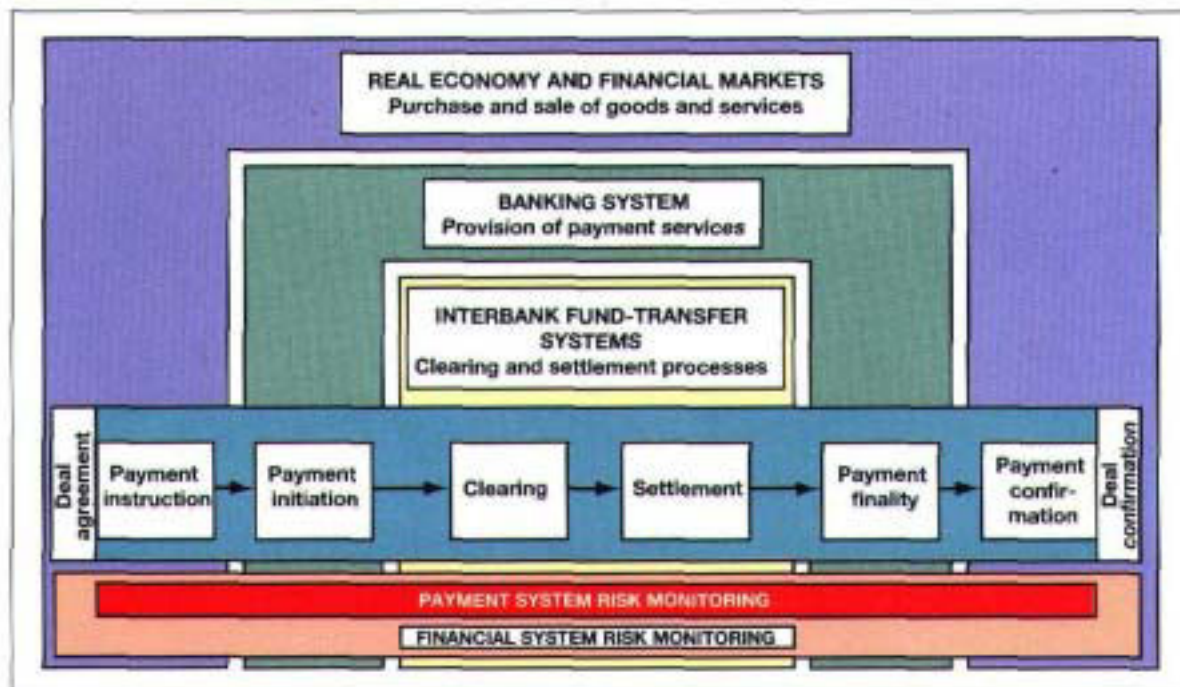 REAL ECONOMY AND FINANCIAL MARKETS
Purchase and sale of goods and services
BANKING SYSTEM
Provision of payment services
INTERBANK FUND-TRANSFER
SYSTEMS
Clearing and settlement processes
Deal
agreement
Payment
instruction
Payment
initiation
Clearing
Settlement
Payment
finality
Payment
confir-
mation
Deal
confirmation
PAYMENT SYSTEM RISK MONITORING
FINANCIAL SYSTEM RISK MONITORING